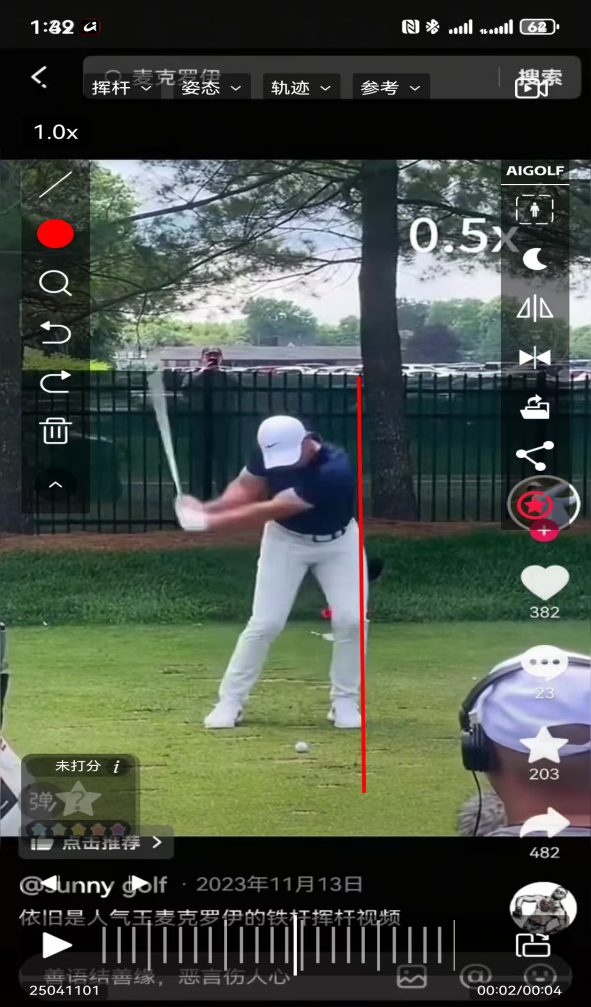 1:39
62
麦克罗伊
搜索
挥杆 姿态 轨迹 参考
1.0x
AIGOLF
0.5x
382
23
203
482
未打分 i
弹
?
点击推荐 >
@sunny golf · 2023年11月13日
依旧是人气王麦克罗伊的铁杆挥杆视频
善语结善缘，恶言伤人心
25041101
00:02/00:04